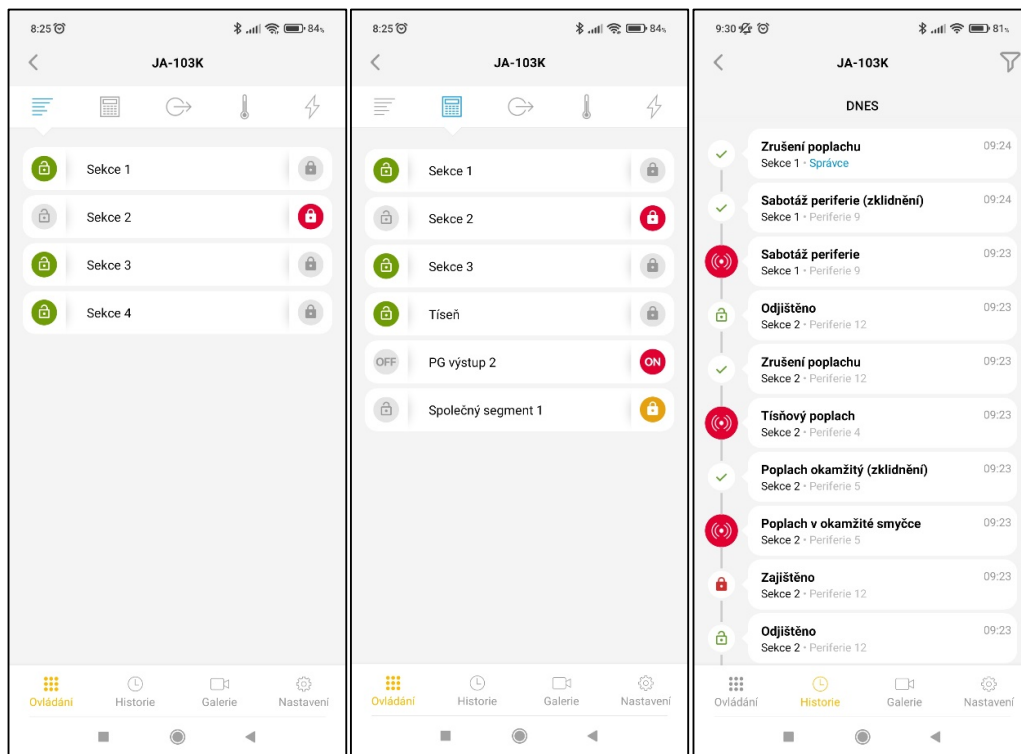 8:25
84%
JA-103K
Sekce 1
Sekce 2
Sekce 3
Sekce 4
Ovládání
Historie
Galerie
Nastavení
8:25
84%
JA-103K
Sekce 1
Sekce 2
Sekce 3
Tíseň
OFF
PG výstup 2
ON
Společný segment 1
Ovládání
Historie
Galerie
Nastavení
9:30
81%
JA-103K
DNES
Zrušení poplachu
09:24
Sekce 1 • Správce
Sabotáž periferie (zklidnění)
09:24
Sekce 1 • Periferie 9
Sabotáž periferie
09:23
Sekce 1 • Periferie 9
Odjištěno
09:23
Sekce 2 • Periferie 12
Zrušení poplachu
09:23
Sekce 2 • Periferie 12
Tísňový poplach
09:23
Sekce 2 • Periferie 4
Poplach okamžitý (zklidnění)
09:23
Sekce 2 • Periferie 5
Poplach v okamžité smyčce
09:23
Sekce 2 • Periferie 5
Zajištěno
09:23
Sekce 2 • Periferie 12
Odjištěno
09:23
Sekce 2 • Periferie 12
Ovládání
Historie
Galerie
Nastavení